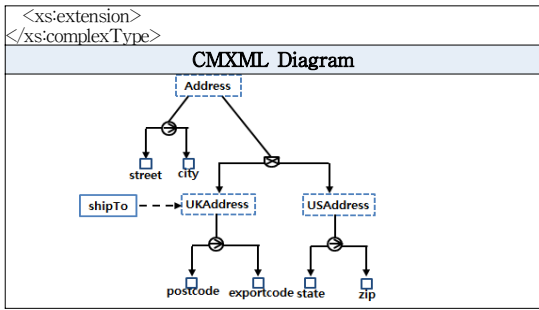 <xs:extension>
</xs:complexType>
CMXML Diagram
Address
street
city
shipTo
UKAddress
USAddress
postcode
exportcode
state
zip